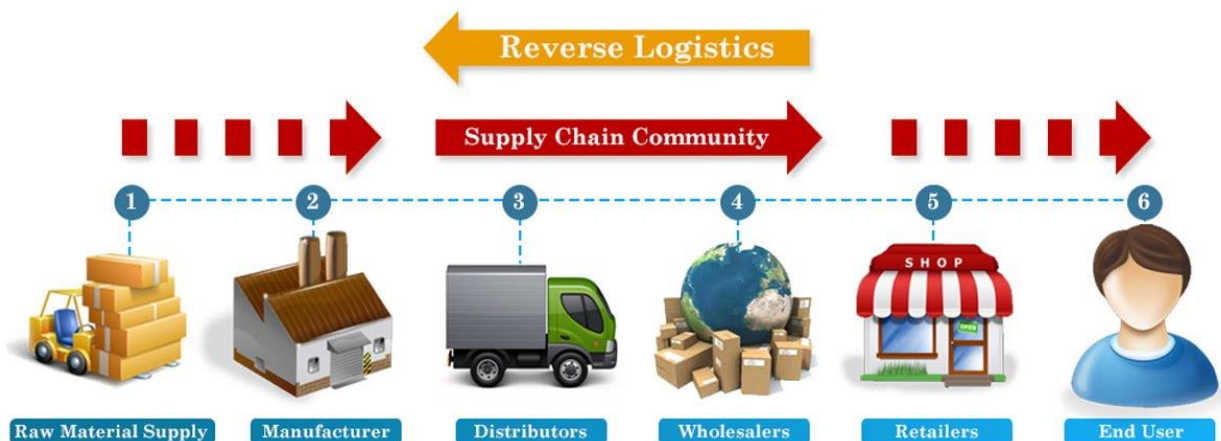 Reverse Logistics
Supply Chain Community
1 2 3 4 5 6
SHOP
OPEN
Raw Material Supply Manufacturer Distributors Wholesalers Retailers End User